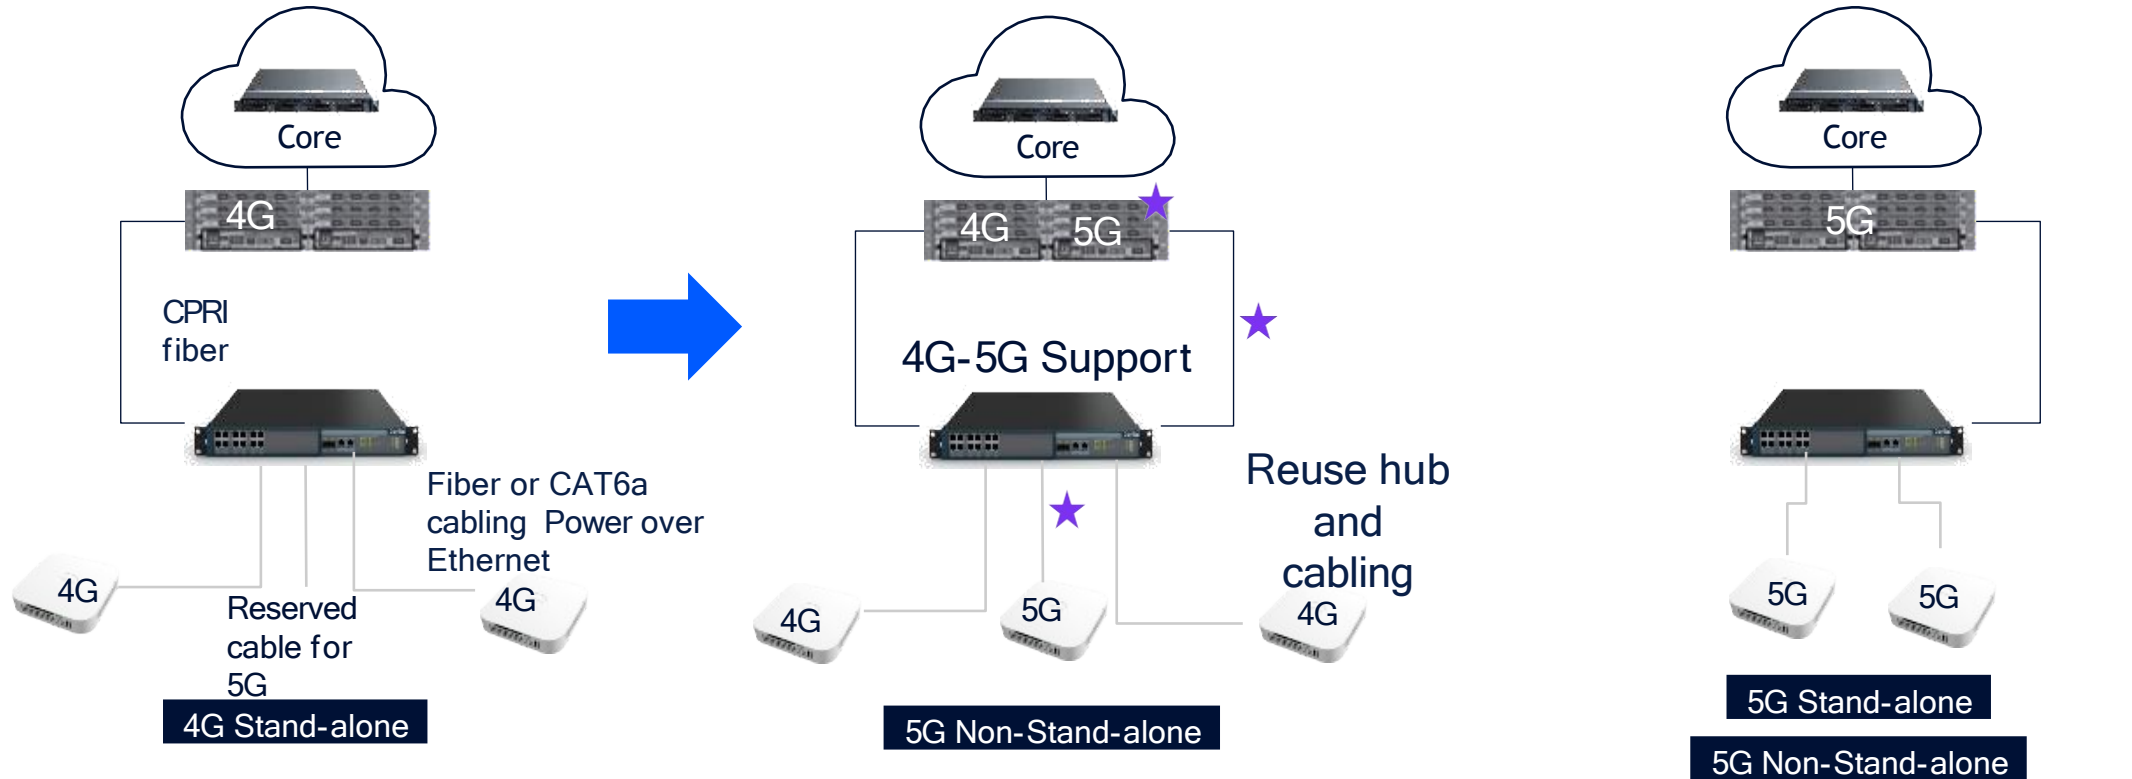 Core
4G
CPRI
fiber
Fiber or CAT6a
cabling Power over
Ethernet
4G
4G
Reserved
cable for
5G
4G Stand-alone
Core
4G
5G
4G-5G Support
Reuse hub
and
cabling
4G
5G
4G
5G Non-Stand-alone
Core
5G
5G
5G
5G Stand-alone
5G Non-Stand-alone